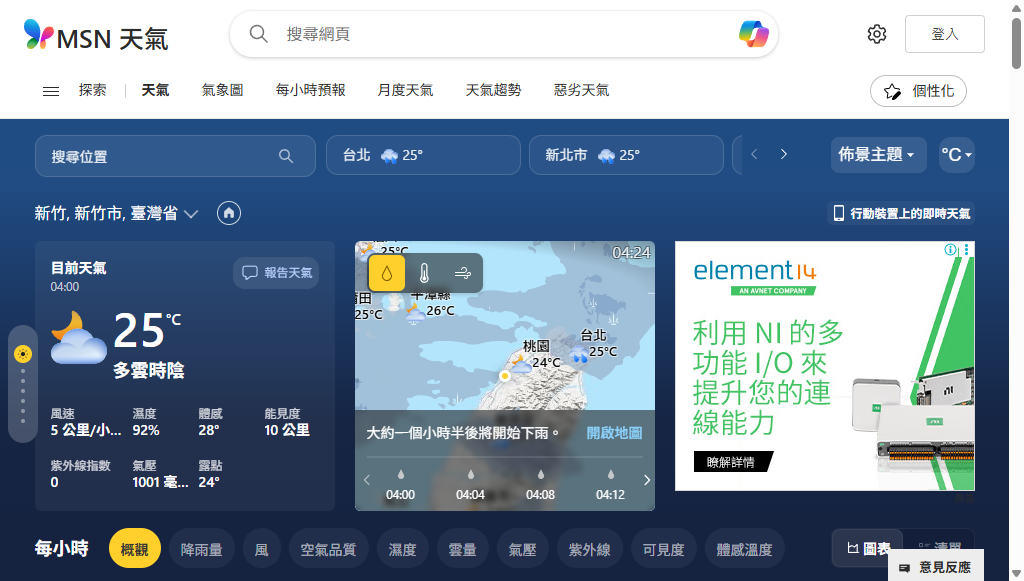 MSN 天氣
搜尋網頁
登入
探索
天氣
氣象圖
每小時預報
月度天氣
天氣趨勢
惡劣天氣
個性化
搜尋位置
台北 25°
新北市 25°
佈景主題
°C
新竹, 新竹市, 臺灣省
行動裝置上的即時天氣
目前天氣
04:00
報告天氣
25°C
多雲時陰
風速
5 公里/小...
濕度
92%
體感
28°
能見度
10 公里
紫外線指數
0
氣壓
1001 毫...
露點
24°
04:24
25°C
莆田
25°C
平潭縣
26°C
台北
25°C
桃園
24°C
大約一個小時半後將開始下雨。
開啟地圖
04:00
04:04
04:08
04:12
element14
AN AVNET COMPANY
利用 NI 的多
功能 I/O 來
提升您的連
線能力
瞭解詳情
每小時
概觀
降雨量
風
空氣品質
濕度
雲量
氣壓
紫外線
可見度
體感溫度
圖表
清單
意見反應